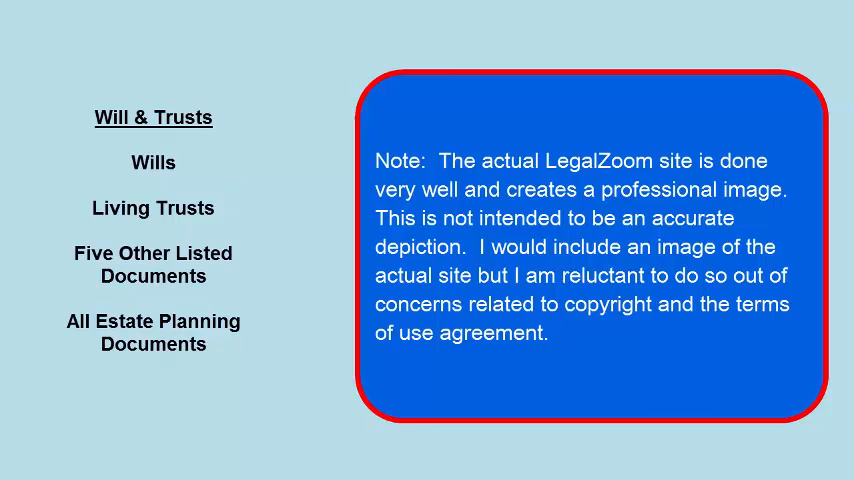 Will & Trusts
Wills
Living Trusts
Five Other Listed
Documents
All Estate Planning
Documents
Note:  The actual LegalZoom site is done
very well and creates a professional image.
This is not intended to be an accurate
depiction.  I would include an image of the
actual site but I am reluctant to do so out of
concerns related to copyright and the terms
of use agreement.